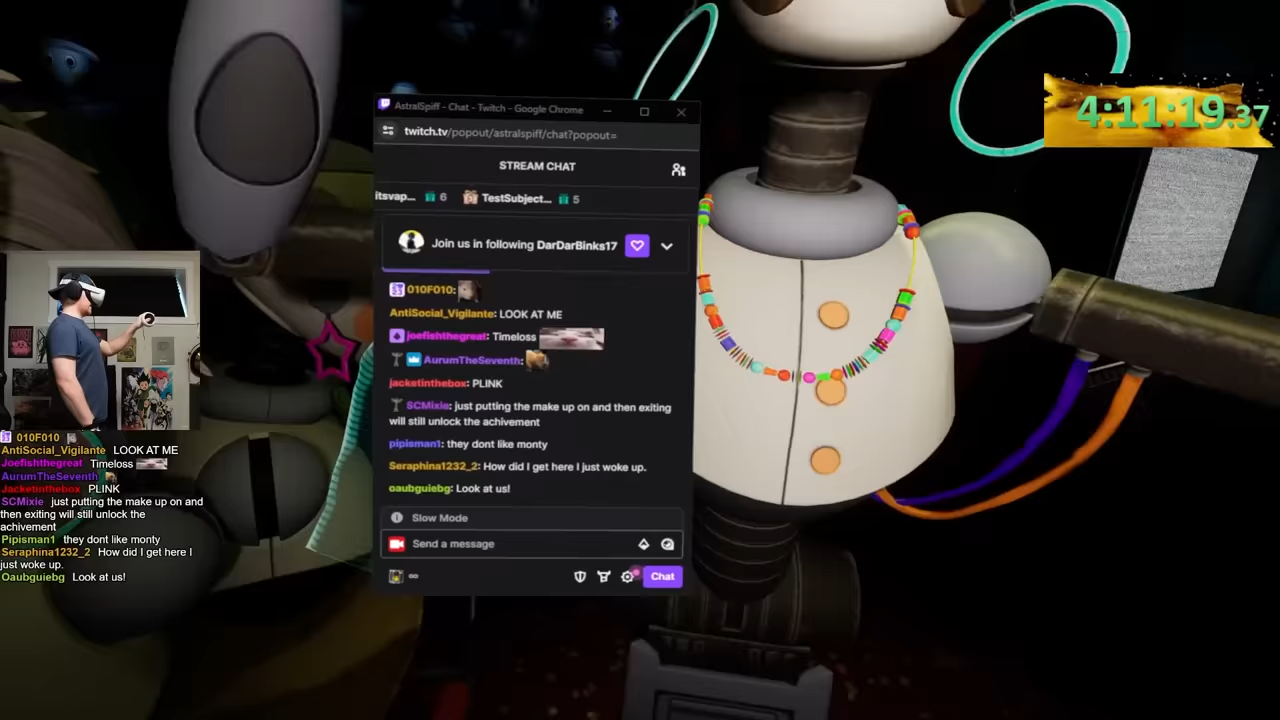 AstralSpiff - Chat - Twitch - Google Chrome
twitch.tv/popout/astralspiff/chat?popout=
STREAM CHAT
itsvap... 6 TestSubject... 5
Join us in following DarDarBinks17
010F010:
AntiSocial_Vigilante: LOOK AT ME
joefishthegreat: Timeless
AurumTheSeventh:
jacketinthebox: PLINK
SCMixie: just putting the make up on and then exiting
will still unlock the achivement
pipisman1: they dont like monty
Seraphina1232_2: How did I get here I just woke up.
oaubguiebg: Look at us!
Slow Mode
Send a message
∞ Chat
4:11:19.37
010F010
AntiSocial_Vigilante LOOK AT ME
Joefishthegreat Timeless
AurumTheSeventh
Jacketinthebox PLINK
SCMixie just putting the make up on and
then exiting will still unlock the
achivement
Pipisman1 they dont like monty
Seraphina1232_2 How did I get here I
just woke up.
Oaubguiebg Look at us!